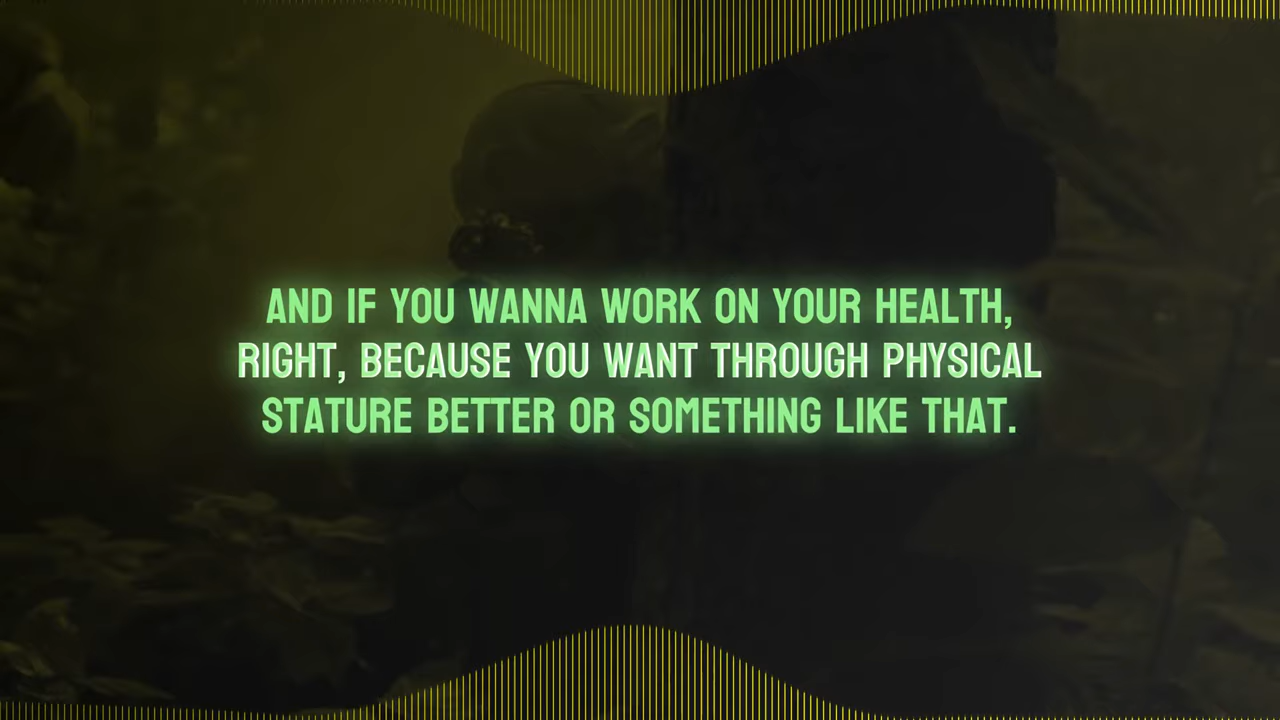 AND IF YOU WANNA WORK ON YOUR HEALTH,
RIGHT, BECAUSE YOU WANT THROUGH PHYSICAL
STATURE BETTER OR SOMETHING LIKE THAT.